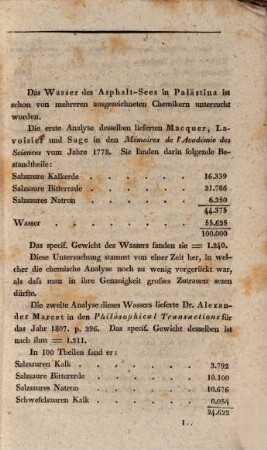 Das Wasser des Asphalt-Sees in Palästina ist
schon von mehreren ausgezeichneten Chemikern untersucht
worden.
Die erste Analyse desselben lieferten Macquer, La-
voisier und Sage in den Mémoires de l'Académie des
Sciences vom Jahre 1778. Sie fanden darin folgende Be-
standtheile:
Salzsaure Kalkerde - - - - 16.339
Salzsaure Bittererde - - - - 21.786
Salzsaures Natron - - - - 6.250
44.375
Wasser - - - - - 55.625
100.000
Das specif. Gewicht des Wassers fanden sie = 1.240.
Diese Untersuchung stammt von einer Zeit her, in wel-
cher die chemische Analyse noch zu wenig vorgerückt war,
als daſs man in ihre Genauigkeit groſses Zutrauen sezen
dürfte.
Die zweite Analyse dieses Wassers lieferte Dr. Alexan-
der Marcet in den Philosophical Transactions für
das Jahr 1807. p. 296. Das specif. Gewicht desselben ist
nach ihm = 1.211.
In 100 Theilen fand er:
Salzsauren Kalk - - - - 3.792
Salzsaure Bittererde - - - - 10.100
Salzsaures Natron - - - - 10.676
Schwefelsauren Kalk - - - - 0.054
24.622
1..